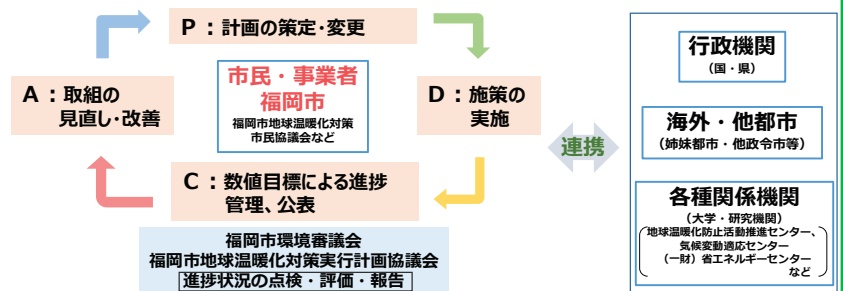 P：計画の策定・変更
A：取組の
見直し・改善
市民・事業者
福岡市
福岡市地球温暖化対策
市民協議会など
D：施策の
実施
C：数値目標による進捗
管理、公表
福岡市環境審議会
福岡市地球温暖化対策実行計画協議会
進捗状況の点検・評価・報告
連携
行政機関
（国・県）
海外・他都市
（姉妹都市・他政令市等）
各種関係機関
（大学・研究機関）
地球温暖化防止活動推進センター、
気候変動適応センター
（一財）省エネルギーセンター
など